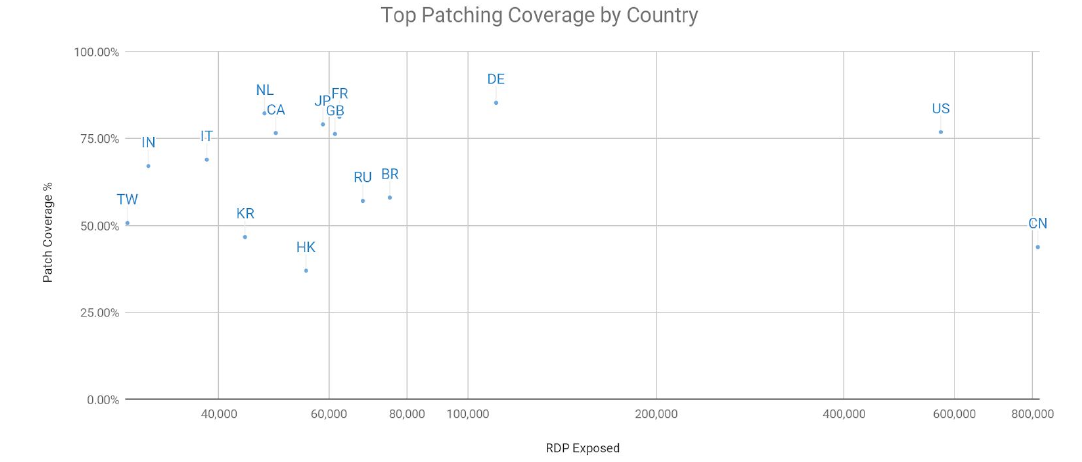 Top Patching Coverage by Country
100.00%
DE
NL
FR
JP
CA
GB
US
75.00%
IT
IN
RU
BR
TW
KR
50.00%
CN
HK
25.00%
0.00%
Patch Coverage %
40,000
60,000
80,000
100,000
200,000
400,000
600,000
800,000
RDP Exposed